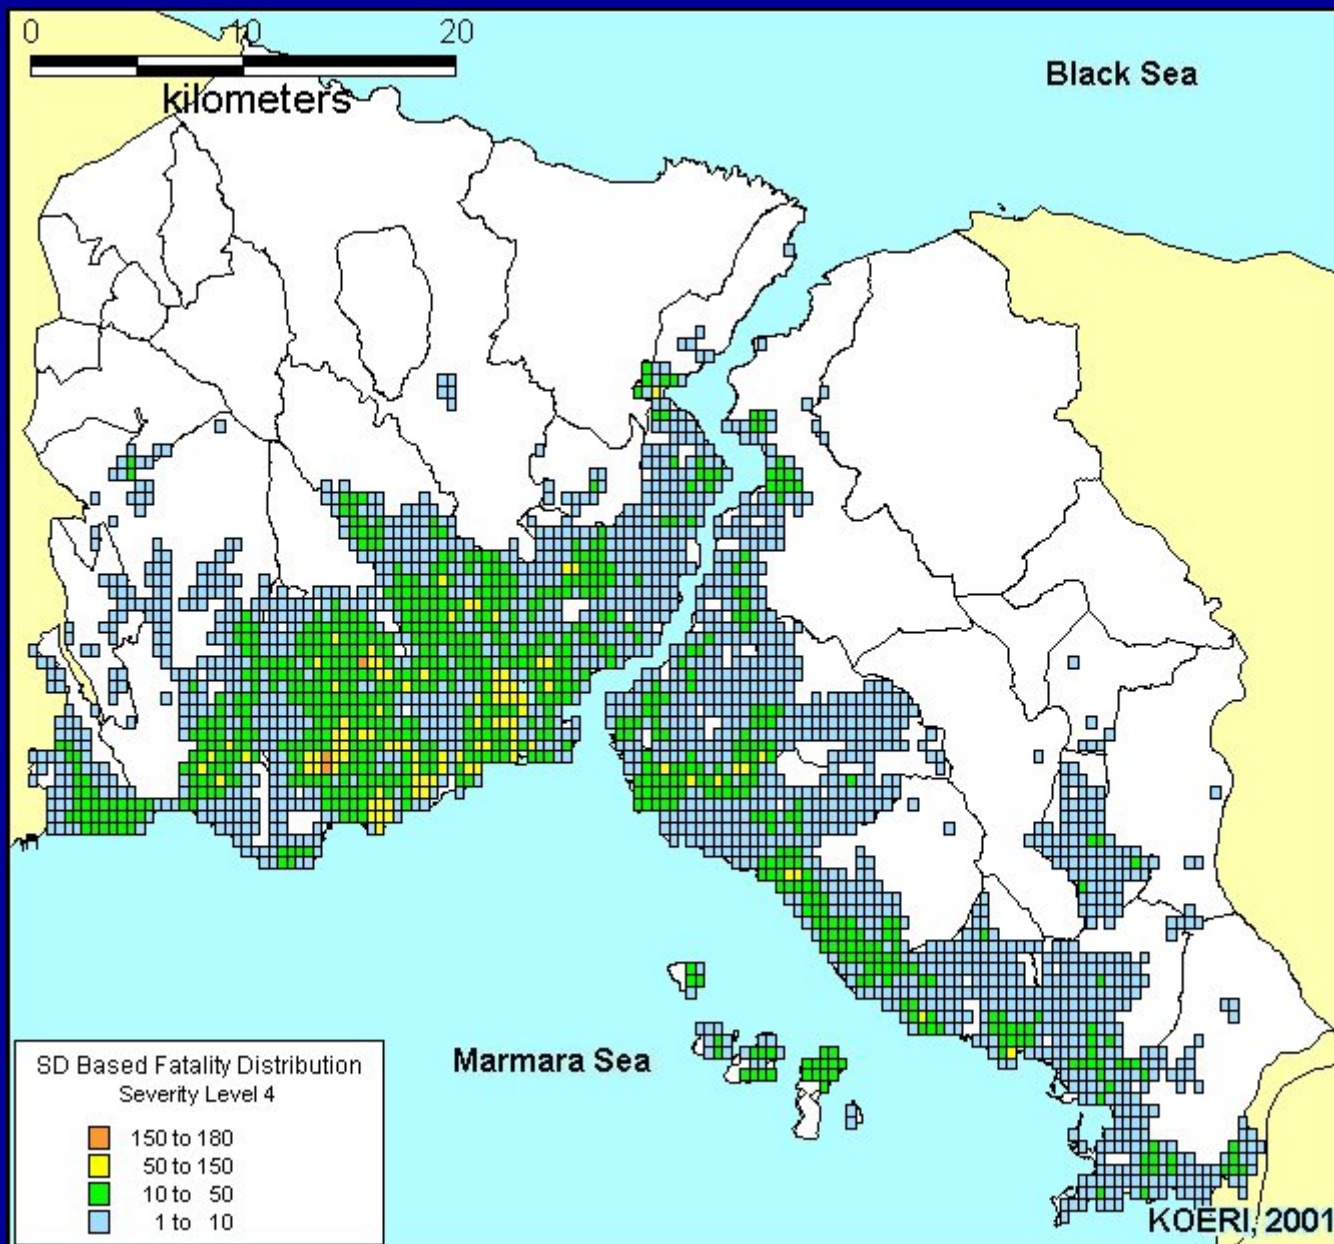 0 10 20
kilometers
Black Sea
Marmara Sea
SD Based Fatality Distribution
Severity Level 4
150 to 180
50 to 150
10 to 50
1 to 10
KOERI, 2001